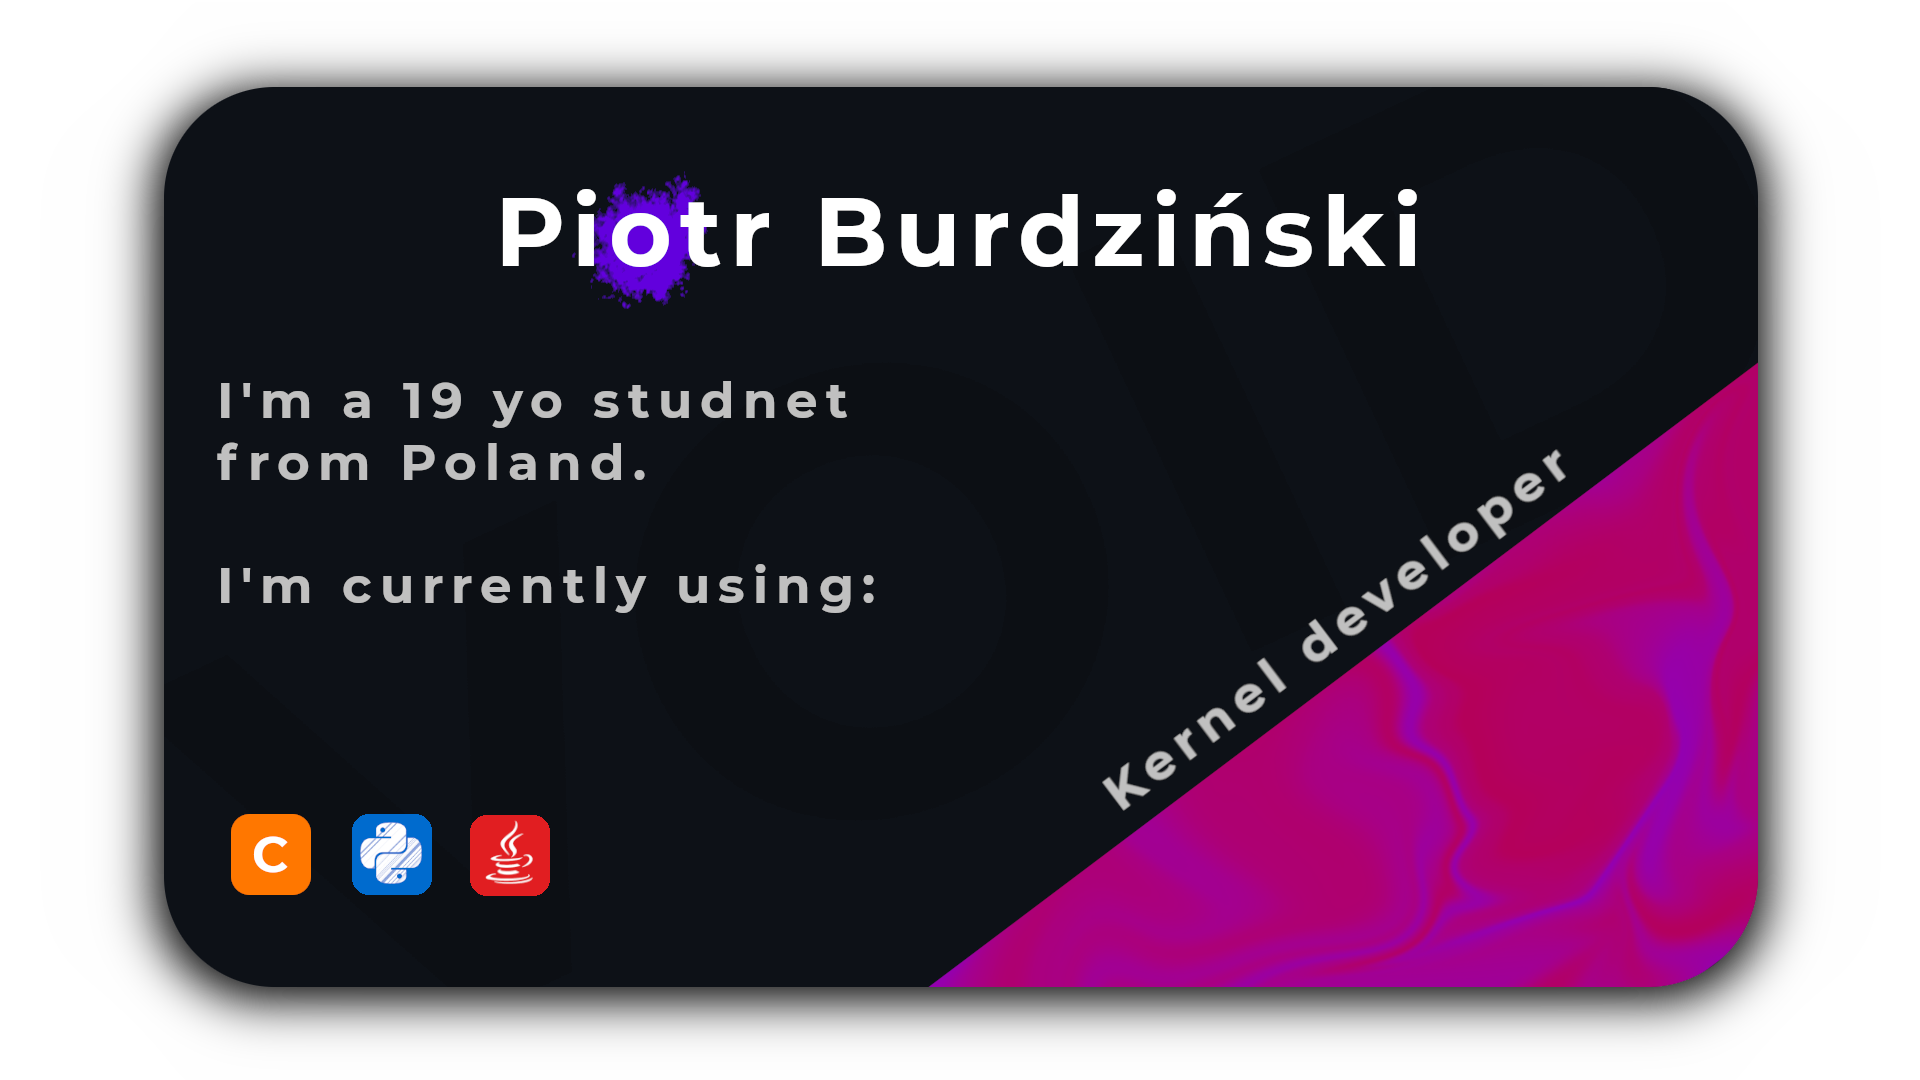 Piotr Burdziński
I'm a 19 yo studnet
from Poland.
I'm currently using:
Kernel developer
C